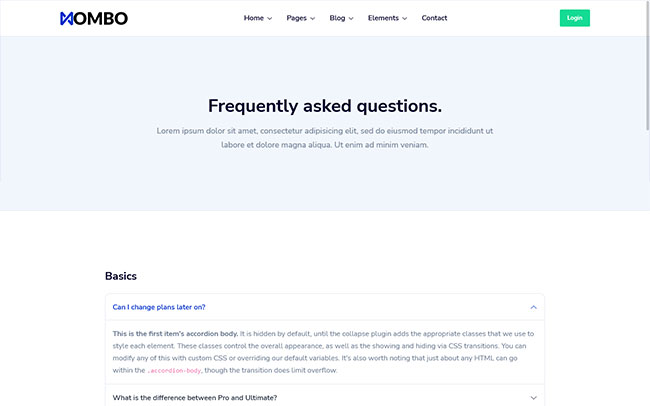 MOMBO
Home Pages Blog Elements Contact
Login
Frequently asked questions.
Lorem ipsum dolor sit amet, consectetur adipisicing elit, sed do eiusmod tempor incididunt ut
labore et dolore magna aliqua. Ut enim ad minim veniam.
Basics
Can I change plans later on?
This is the first item's accordion body. It is hidden by default, until the collapse plugin adds the appropriate classes that we use to
style each element. These classes control the overall appearance, as well as the showing and hiding via CSS transitions. You can
modify any of this with custom CSS or overriding our default variables. It's also worth noting that just about any HTML can go
within the .accordion-body, though the transition does limit overflow.
What is the difference between Pro and Ultimate?